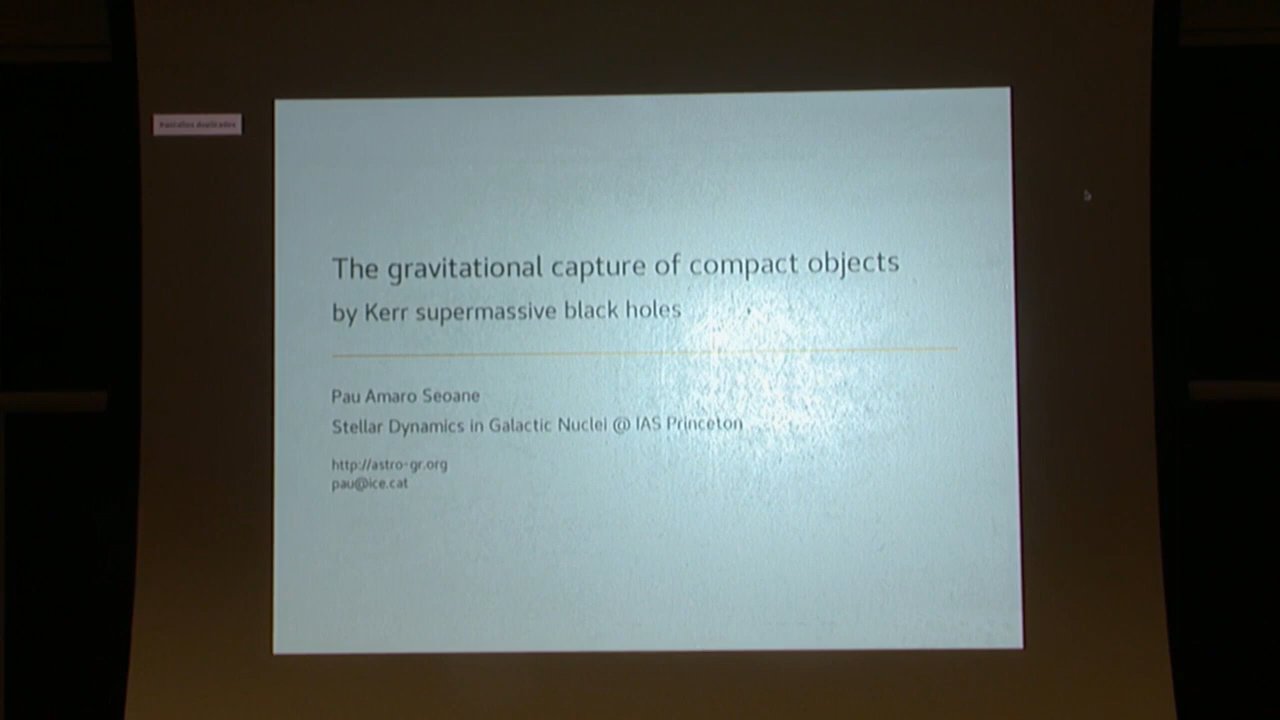 The gravitational capture of compact objects
by Kerr supermassive black holes
Pau Amaro Seoane
Stellar Dynamics in Galactic Nuclei @ IAS Princeton
http://astro-gr.org
pau@ice.cat